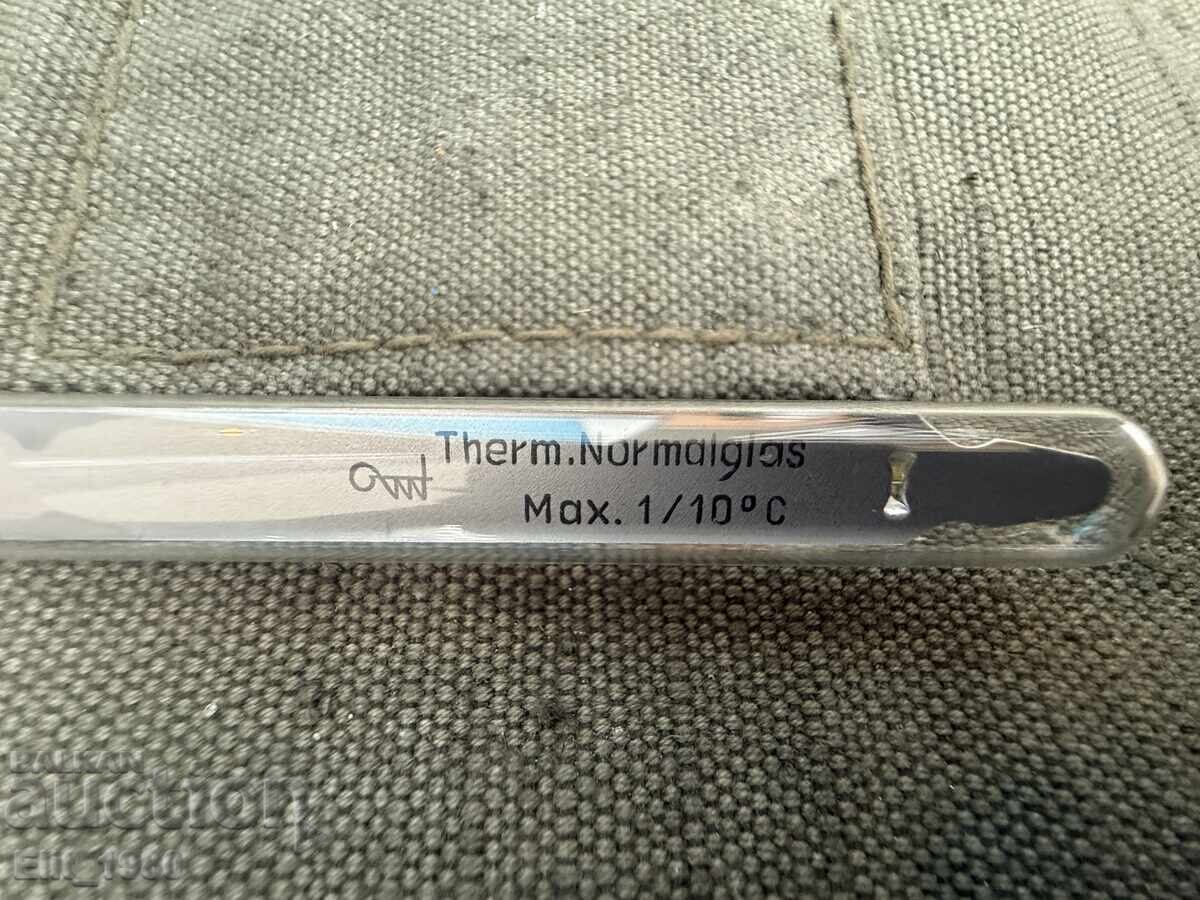 Therm.Normalglas
Max. 1/10°C
BALKAN
auction
Elit_1980